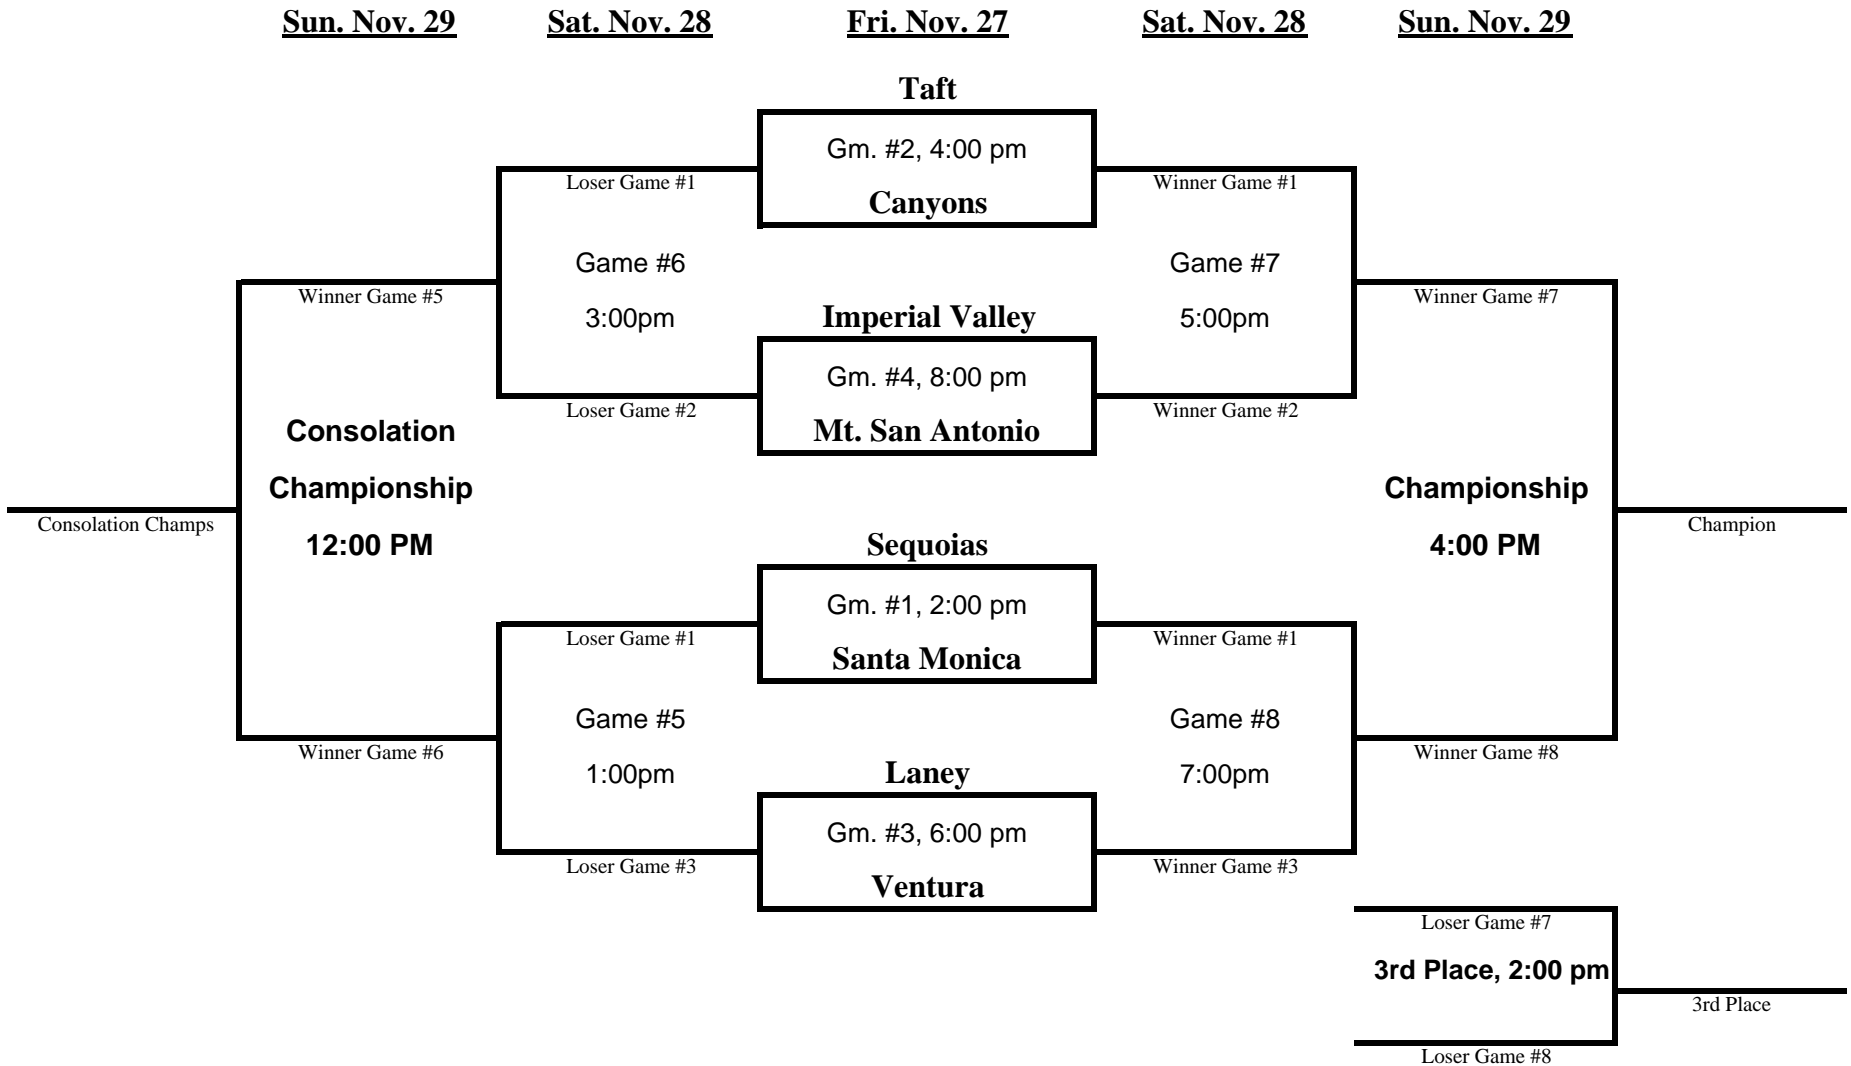 Sun. Nov. 29 Sat. Nov. 28 Fri. Nov. 27 Sat. Nov. 28 Sun. Nov. 29
Taft
Gm. #2, 4:00 pm
Loser Game #1 Winner Game #1
Canyons
Game #6 Game #7
Winner Game #5 Winner Game #7
3:00pm Imperial Valley 5:00pm
Gm. #4, 8:00 pm
Loser Game #2 Winner Game #2
Consolation Mt. San Antonio
Championship Championship
Consolation Champs Champion
12:00 PM Sequoias 4:00 PM
Gm. #1, 2:00 pm
Loser Game #1 Winner Game #1
Santa Monica
Game #5 Game #8
Winner Game #6 Winner Game #8
1:00pm Laney 7:00pm
Gm. #3, 6:00 pm
Loser Game #3 Winner Game #3
Ventura
Loser Game #7
3rd Place, 2:00 pm
3rd Place
Loser Game #8